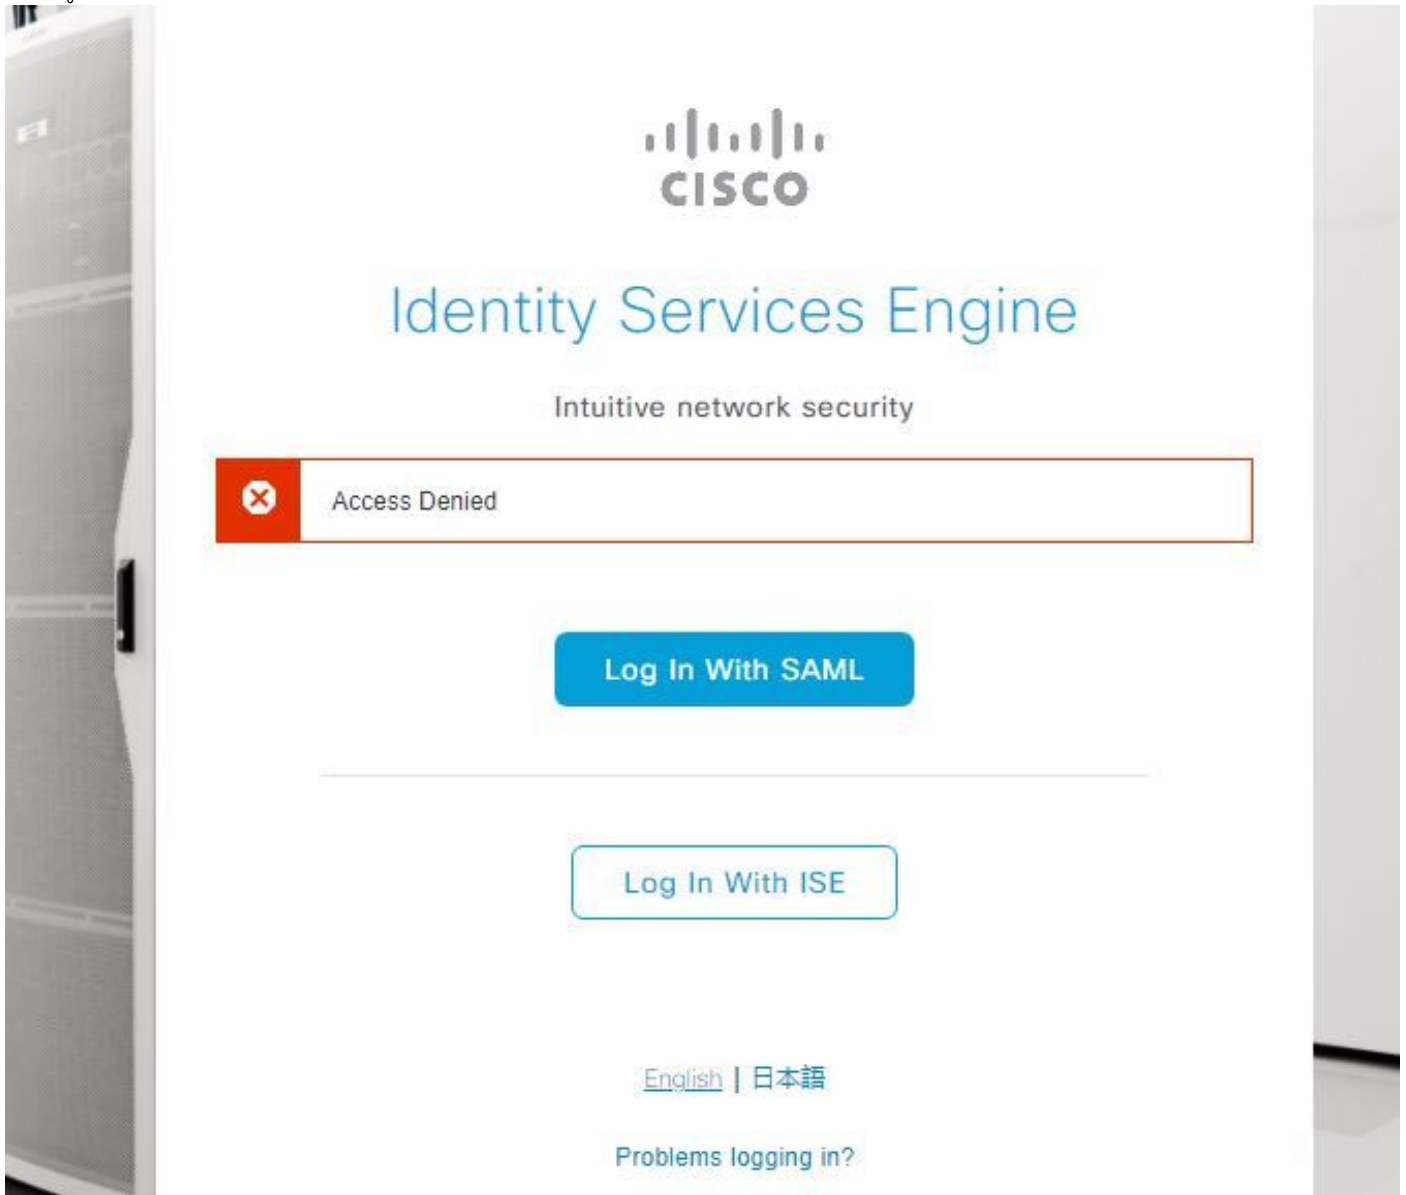 CISCO
Identity Services Engine
Intuitive network security
Access Denied
Log In With SAML
Log In With ISE
English | 日本語
Problems logging in?